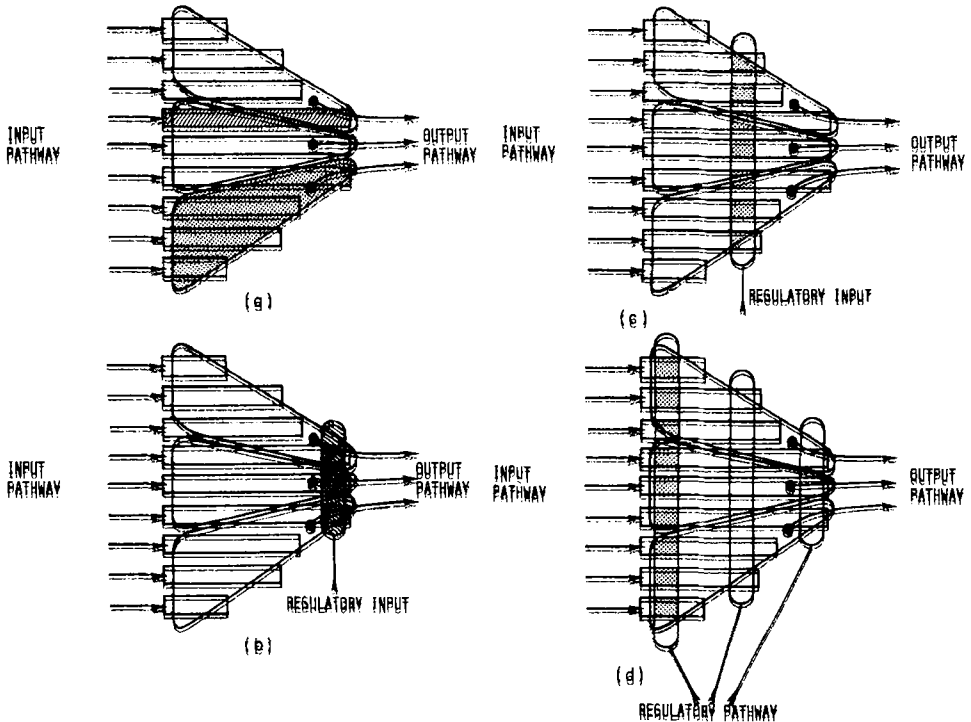 INPUT
PATHWAY
OUTPUT
PATHWAY
(a)
INPUT
PATHWAY
OUTPUT
PATHWAY
REGULATORY INPUT
(c)
INPUT
PATHWAY
OUTPUT
PATHWAY
REGULATORY INPUT
(b)
INPUT
PATHWAY
OUTPUT
PATHWAY
(d)
REGULATORY PATHWAY